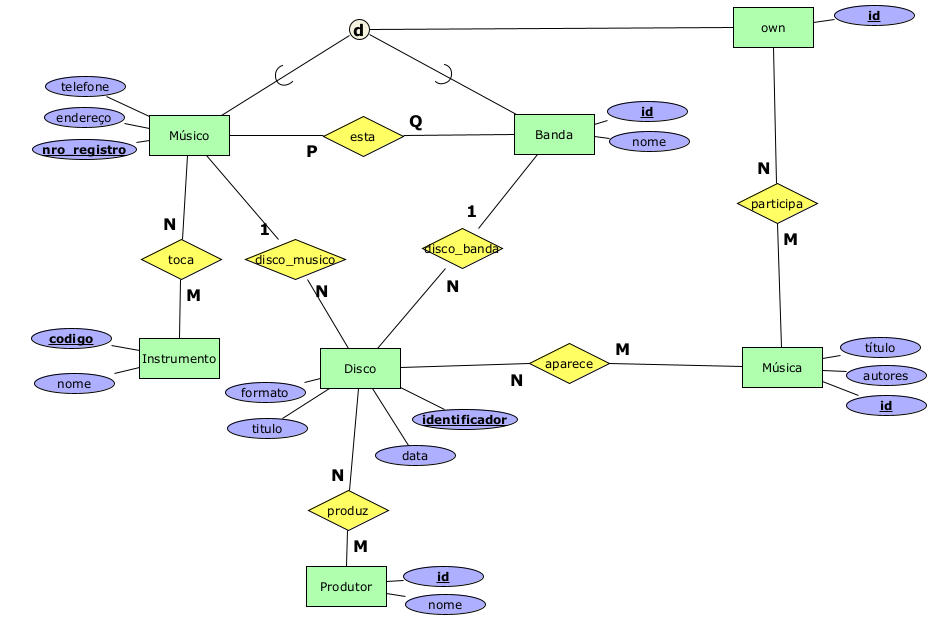 id
own
d
telefone
endereço
nro_registro
Músico
P
esta
Q
Banda
id
nome
N
participa
M
N
toca
M
1
disco_musico
N
1
disco_banda
N
codigo
nome
Instrumento
Disco
formato
titulo
data
identificador
N
aparece
M
Música
título
autores
id
N
produz
M
Produtor
id
nome